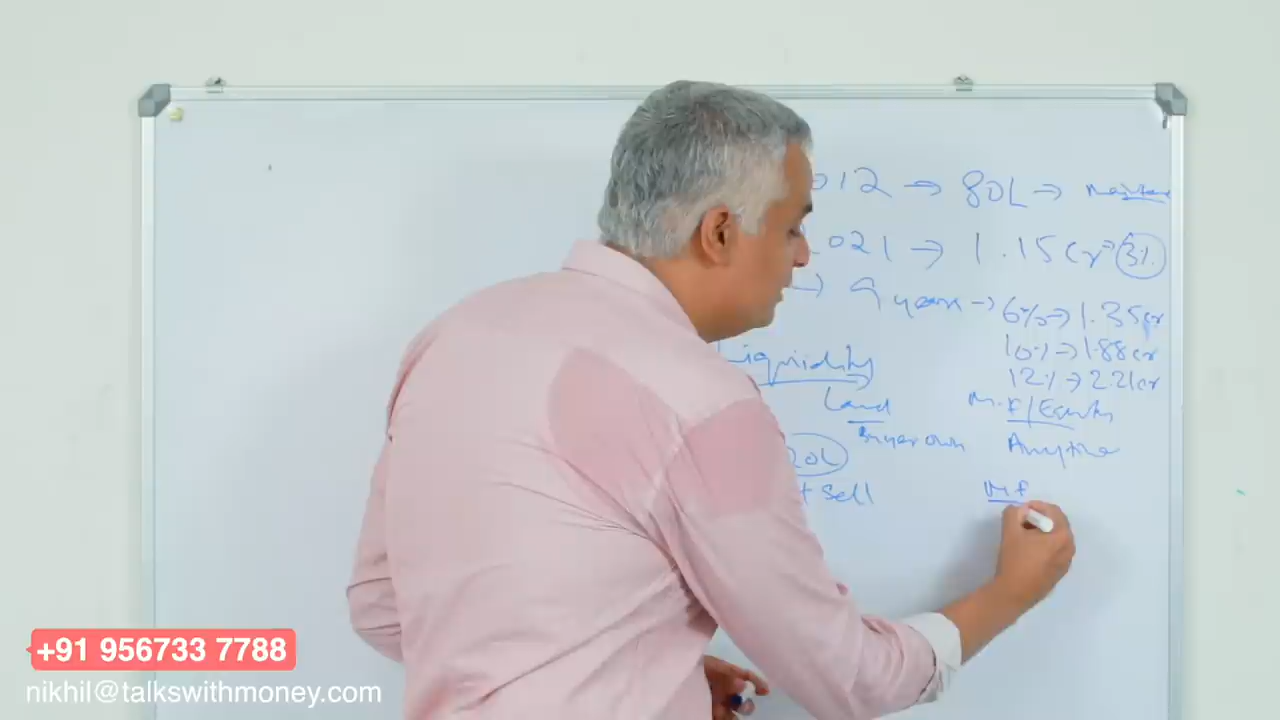 012 → 80L →
021 → 1.15 Cr → 3%
→ 9 years → 6% → 1.35 cr
10% → 1.88 cr
12% → 2.21 cr
Liquidity
Land
M.F/Equity
Buyer own
Anytime
20L
Sell
M.F
+91 956733 7788
nikhil@talkswithmoney.com